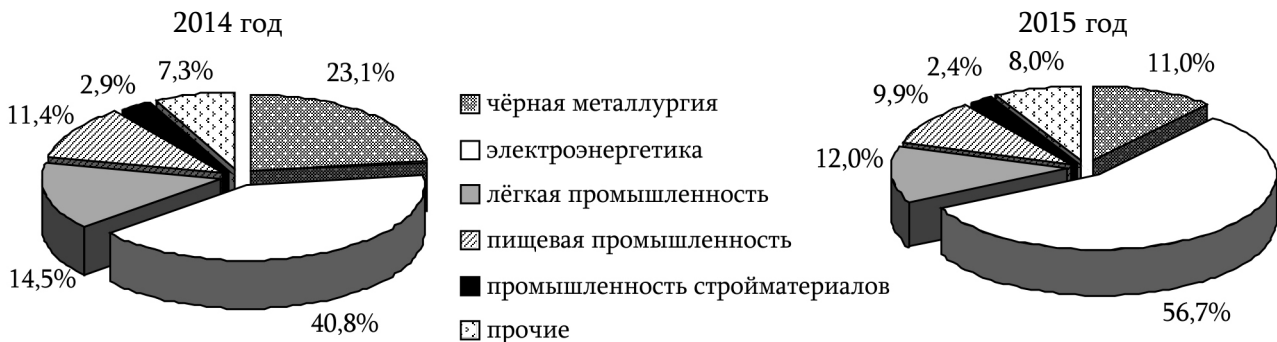 2014 год
2,9%
7,3%
23,1%
11,4%
14,5%
40,8%
чёрная металлургия
электроэнергетика
лёгкая промышленность
пищевая промышленность
промышленность стройматериалов
прочие
2015 год
2,4%
8,0%
11,0%
9,9%
12,0%
56,7%